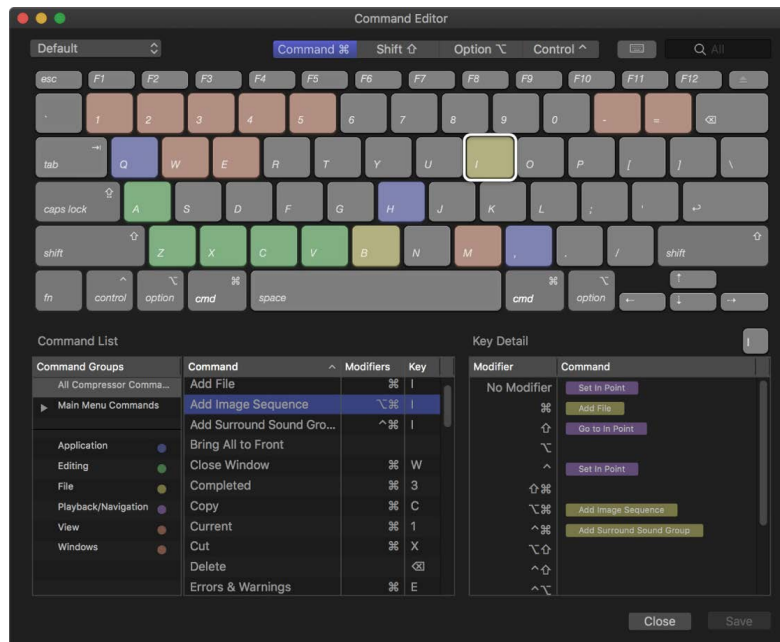 Command Editor
Default
Command ⌘ Shift ⇧ Option ⌥ Control ^
All
esc F1 F2 F3 F4 F5 F6 F7 F8 F9 F10 F11 F12
` 1 2 3 4 5 6 7 8 9 0 - =
tab Q W E R T Y U I O P [ ] \
caps lock A S D F G H J K L ; '
shift Z X C V B N M , . / shift
fn control option cmd space cmd option
Command List
Key Detail
I
Command Groups
All Compressor Comma...
Main Menu Commands
Application
Editing
File
Playback/Navigation
View
Windows
Command Modifiers Key
Add File ⌘ I
Add Image Sequence ⌥⌘ I
Add Surround Sound Gro... ^⌘ I
Bring All to Front
Close Window ⌘ W
Completed ⌘ 3
Copy ⌘ C
Current ⌘ 1
Cut ⌘ X
Delete ⌫
Errors & Warnings ⌘ E
Modifier Command
No Modifier Set In Point
⌘ Add File
⇧ Go to In Point
⌥
^ Set In Point
⇧⌘
⌥⌘ Add Image Sequence
^⌘ Add Surround Sound Group
⌥⇧
^⇧
^⌥
Close Save